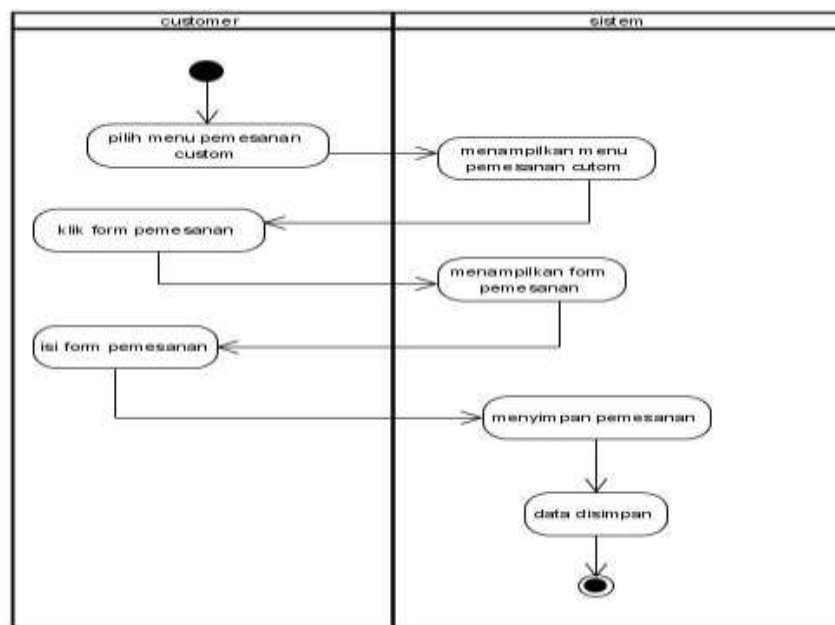 customer
sistem
pilih menu pemesanan
custom
menampilkan menu
pemesanan cutom
klik form pemesanan
menampilkan form
pemesanan
isi form pemesanan
menyimpan pemesanan
data disimpan